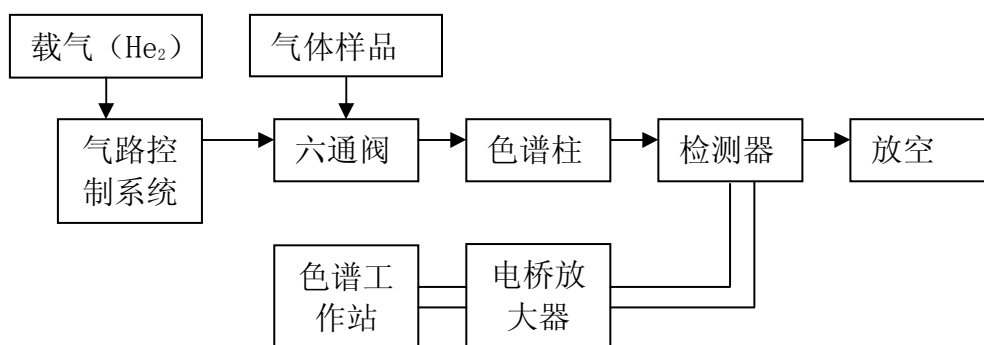 载气（He₂）
气体样品
气路控
制系统
六通阀
色谱柱
检测器
放空
色谱工
作站
电桥放
大器